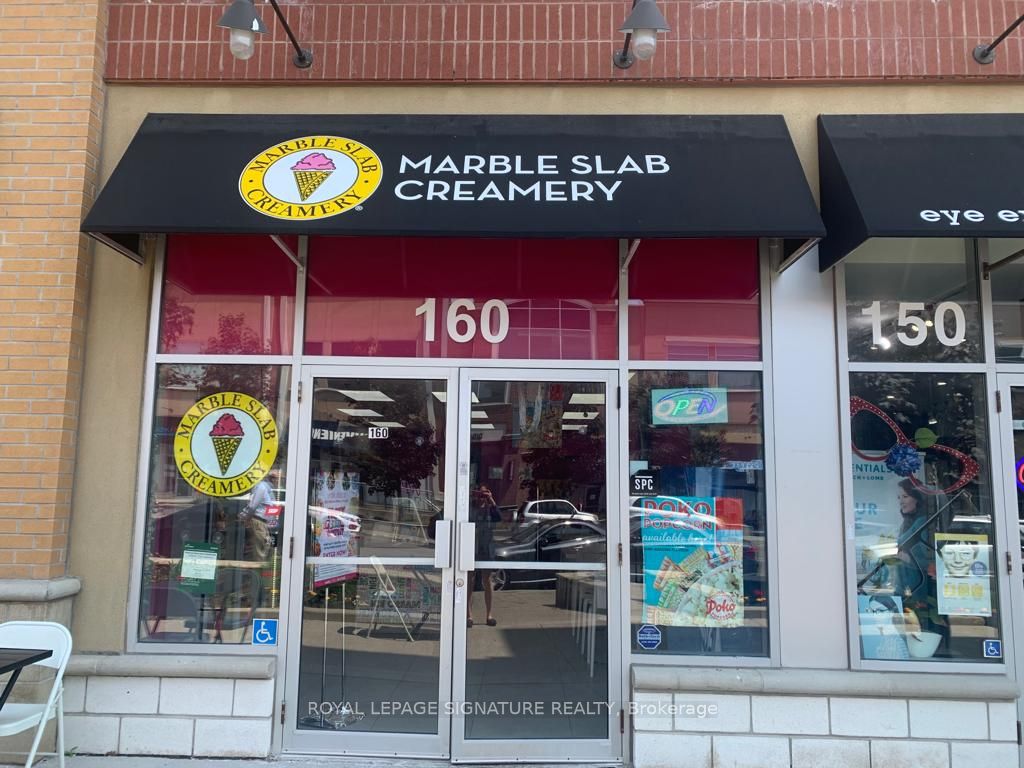 MARBLE SLAB
CREAMERY
MARBLE SLAB
CREAMERY
eye
160
150
MARBLE SLAB
CREAMERY
160
OPEN
SPC
POKO
POPCORN
available here!
Poko
ROYAL LEPAGE SIGNATURE REALTY, Brokerage